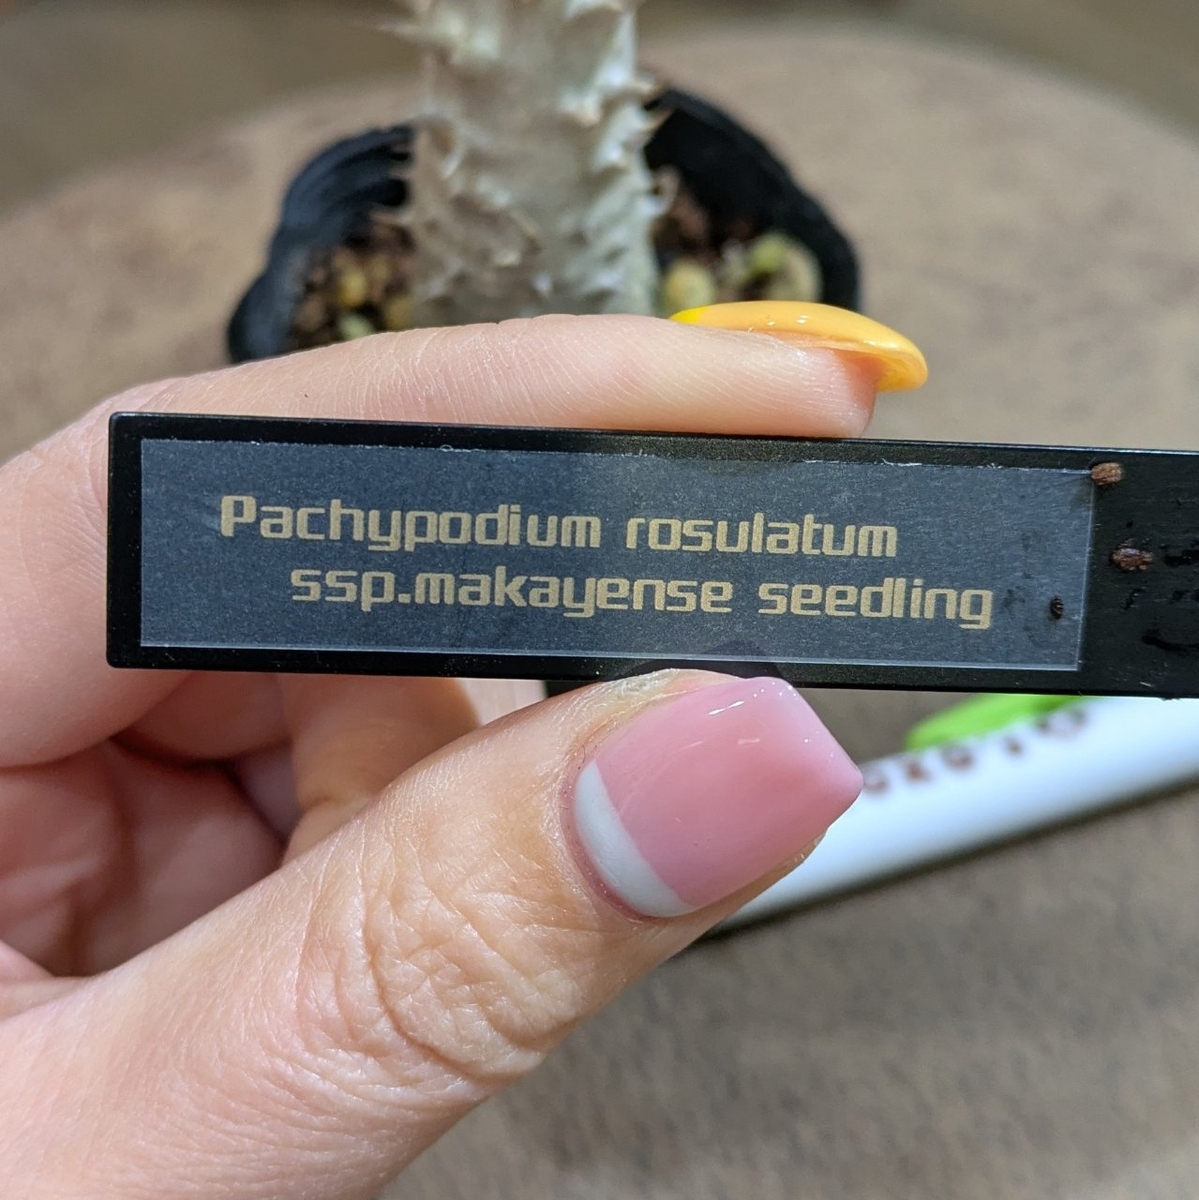 Pachypodium rosulatum
ssp.makayense seedling